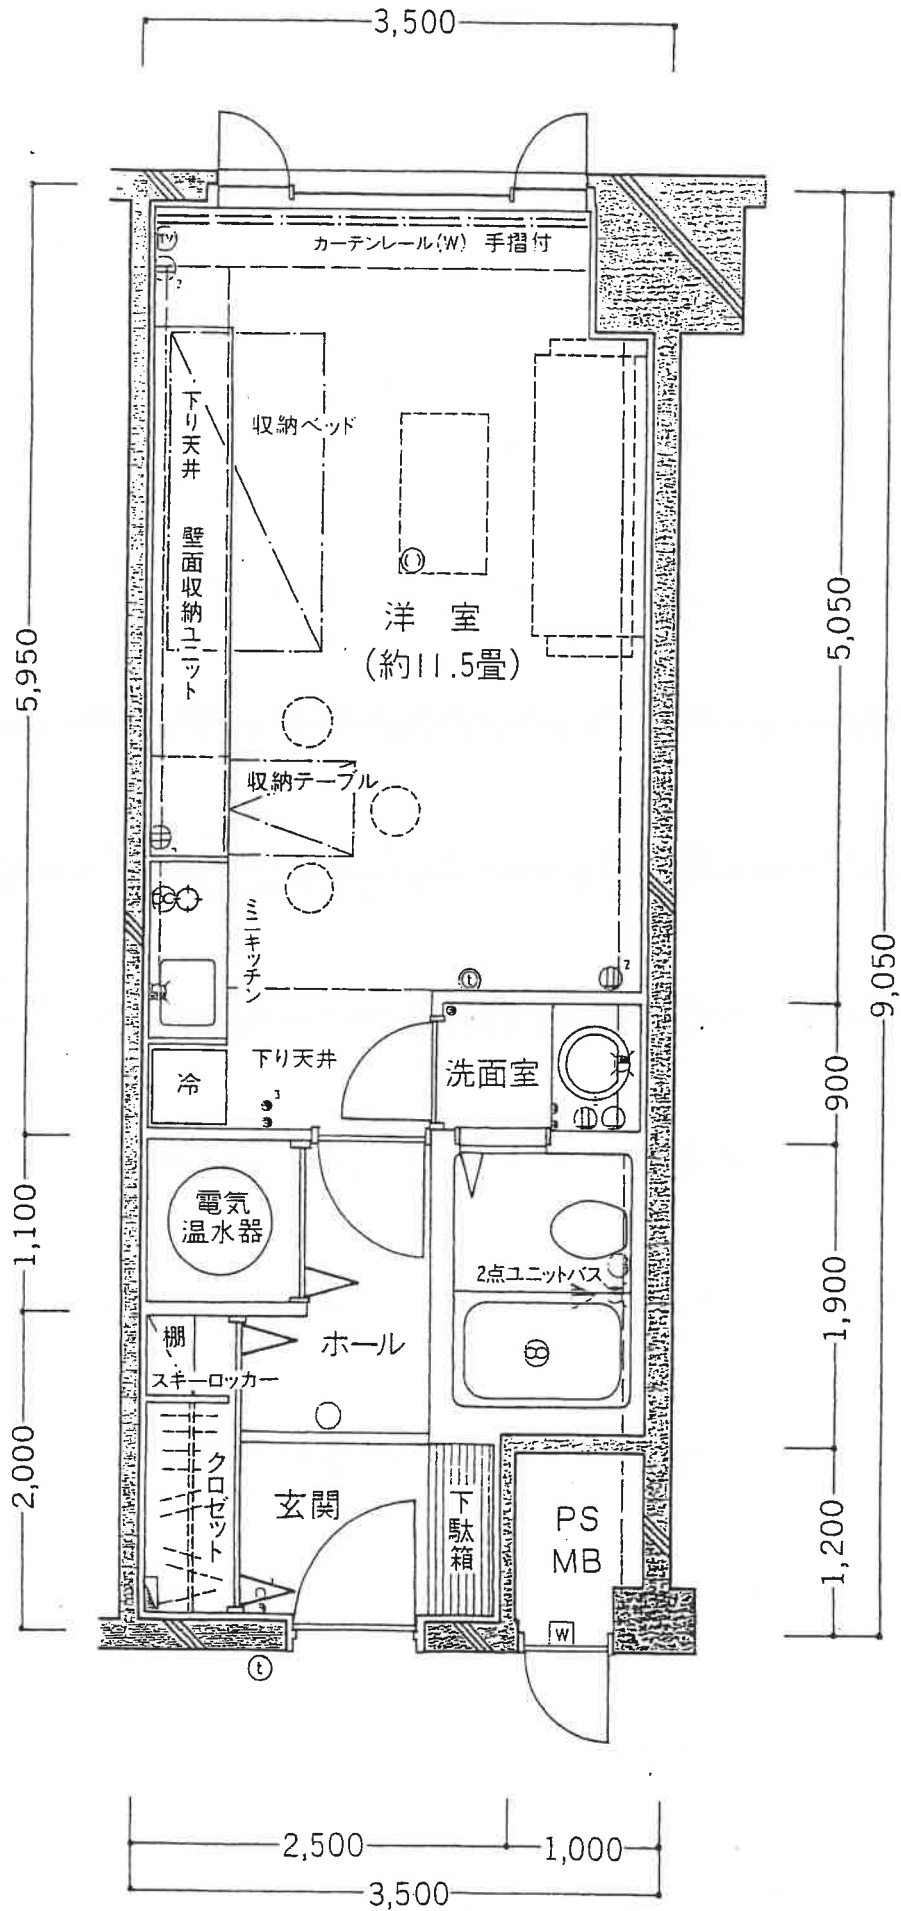 3,500
カーテンレール(W) 手摺付
TV
2
下り天井
収納ベッド
壁面収納ユニット
洋 室
(約11.5畳)
5,950
5,050
9,050
収納テーブル
ミニキッチン
t
2
冷
下り天井
3
洗面室
900
電気
温水器
1,100
2点ユニットバス
1,900
棚
スキーロッカー
ホール
2,000
クロゼット
玄関
下駄箱
PS
MB
1,200
W
t
2,500
1,000
3,500